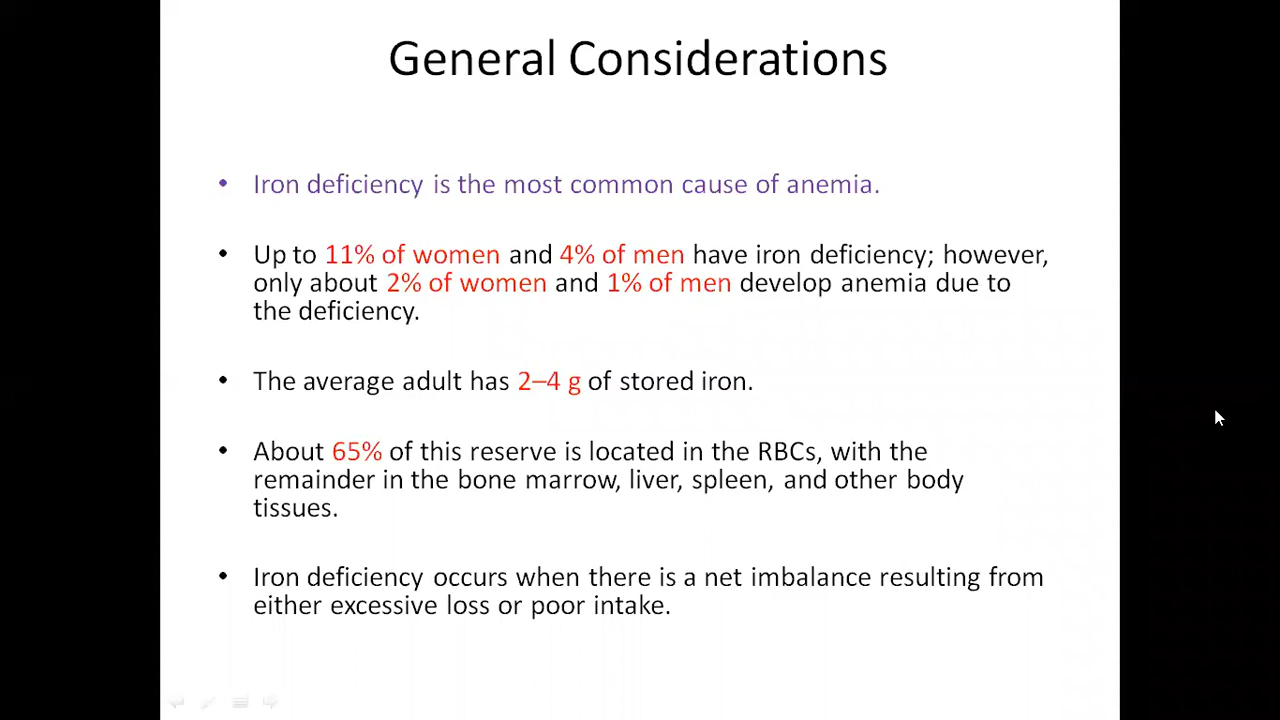 General Considerations
• Iron deficiency is the most common cause of anemia.
• Up to 11% of women and 4% of men have iron deficiency; however,
only about 2% of women and 1% of men develop anemia due to
the deficiency.
• The average adult has 2–4 g of stored iron.
• About 65% of this reserve is located in the RBCs, with the
remainder in the bone marrow, liver, spleen, and other body
tissues.
• Iron deficiency occurs when there is a net imbalance resulting from
either excessive loss or poor intake.